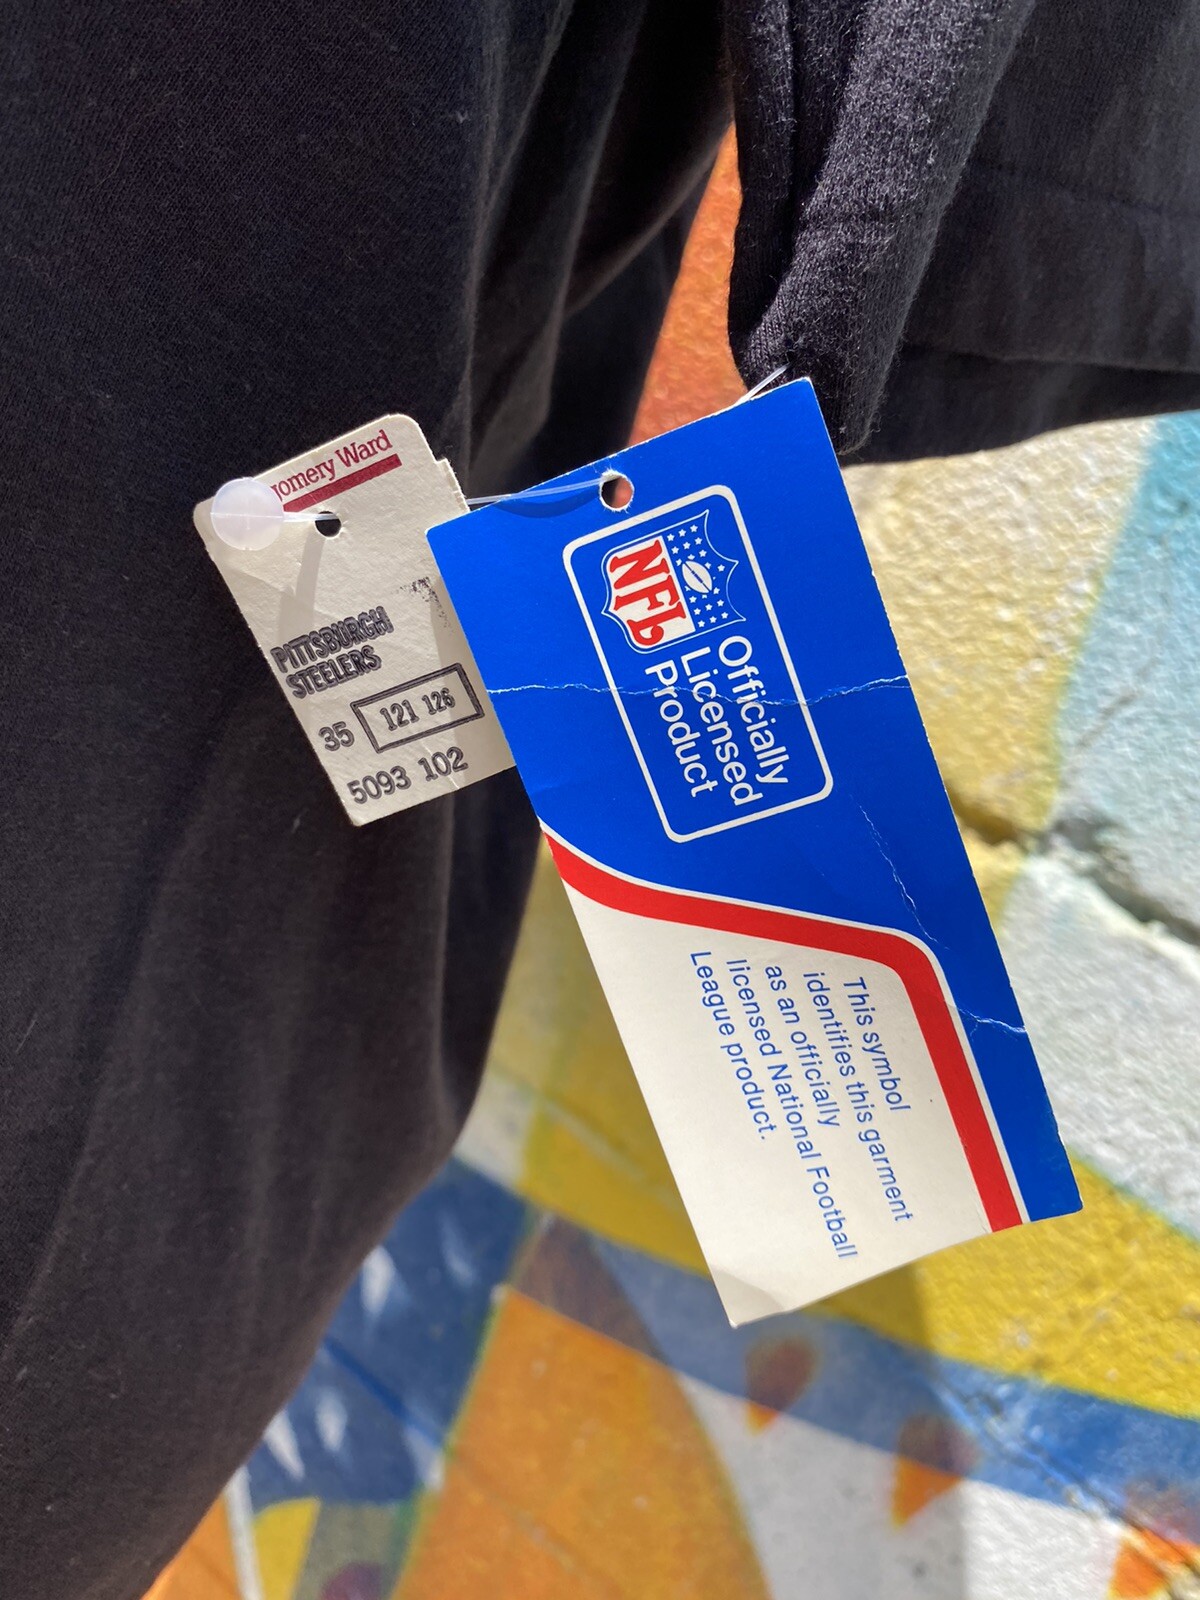 gomery Ward
PITTSBURGH
STEELERS
35 121 126
5093 102
NFL
Officially
Licensed
Product
This symbol
identifies this garment
as an officially
licensed National Football
League product.